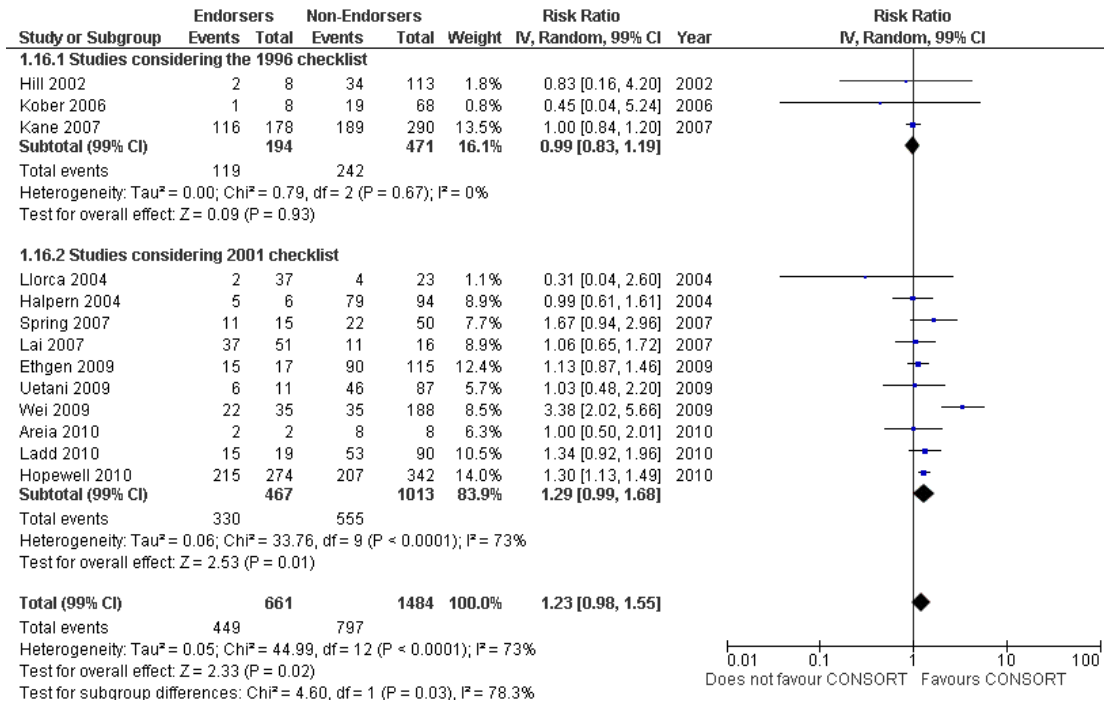 Endorsers Non-Endorsers Risk Ratio Risk Ratio
Study or Subgroup Events Total Events Total Weight IV, Random, 99% CI Year IV, Random, 99% CI
1.16.1 Studies considering the 1996 checklist
Hill 2002 2 8 34 113 1.8% 0.83 [0.16, 4.20] 2002
Kober 2006 1 8 19 68 0.8% 0.45 [0.04, 5.24] 2006
Kane 2007 116 178 189 290 13.5% 1.00 [0.84, 1.20] 2007
Subtotal (99% CI) 194 471 16.1% 0.99 [0.83, 1.19]
Total events 119 242
Heterogeneity: Tau² = 0.00; Chi² = 0.79, df = 2 (P = 0.67); I² = 0%
Test for overall effect: Z = 0.09 (P = 0.93)
1.16.2 Studies considering 2001 checklist
Llorca 2004 2 37 4 23 1.1% 0.31 [0.04, 2.60] 2004
Halpern 2004 5 6 79 94 8.9% 0.99 [0.61, 1.61] 2004
Spring 2007 11 15 22 50 7.7% 1.67 [0.94, 2.96] 2007
Lai 2007 37 51 11 16 8.9% 1.06 [0.65, 1.72] 2007
Ethgen 2009 15 17 90 115 12.4% 1.13 [0.87, 1.46] 2009
Uetani 2009 6 11 46 87 5.7% 1.03 [0.48, 2.20] 2009
Wei 2009 22 35 35 188 8.5% 3.38 [2.02, 5.66] 2009
Areia 2010 2 2 8 8 6.3% 1.00 [0.50, 2.01] 2010
Ladd 2010 15 19 53 90 10.5% 1.34 [0.92, 1.96] 2010
Hopewell 2010 215 274 207 342 14.0% 1.30 [1.13, 1.49] 2010
Subtotal (99% CI) 467 1013 83.9% 1.29 [0.99, 1.68]
Total events 330 555
Heterogeneity: Tau² = 0.06; Chi² = 33.76, df = 9 (P < 0.0001); I² = 73%
Test for overall effect: Z = 2.53 (P = 0.01)
Total (99% CI) 661 1484 100.0% 1.23 [0.98, 1.55]
Total events 449 797
Heterogeneity: Tau² = 0.05; Chi² = 44.99, df = 12 (P < 0.0001); I² = 73%
Test for overall effect: Z = 2.33 (P = 0.02)
Test for subgroup differences: Chi² = 4.60, df = 1 (P = 0.03), I² = 78.3%
0.01 0.1 1 10 100
Does not favour CONSORT Favours CONSORT